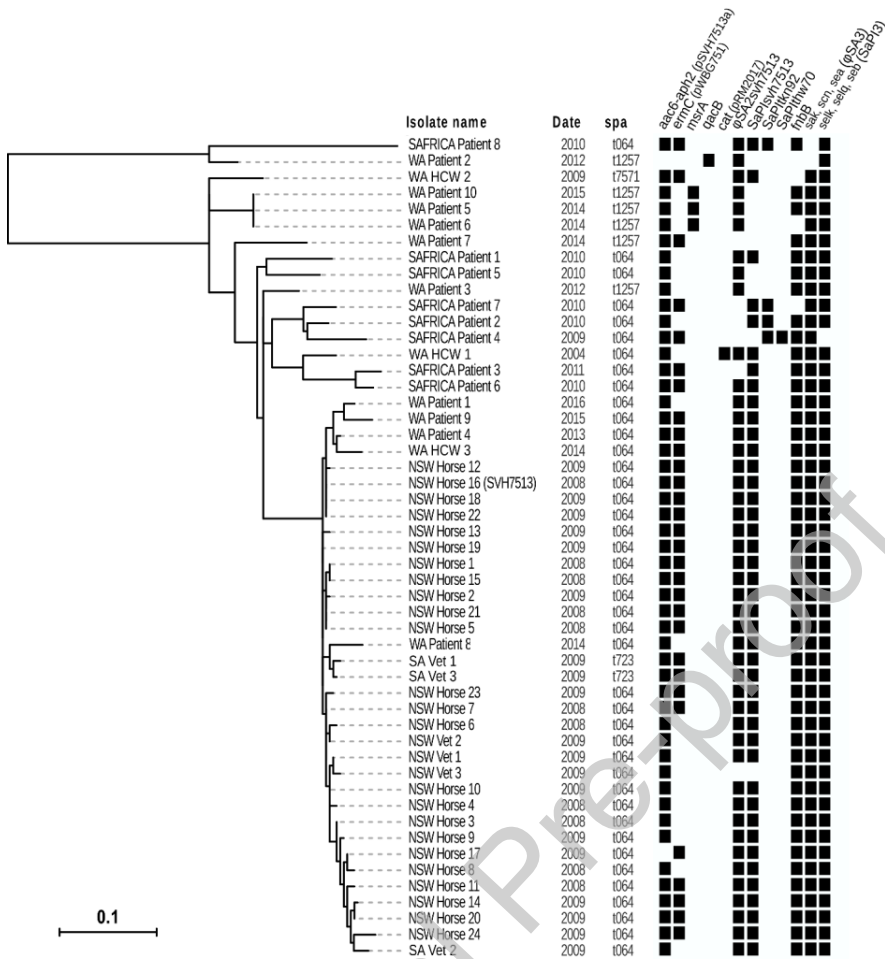 aac6-aph2 (pSVH7513a)
ermC (pWBG751)
msrA
qacB
cat (pRM2017)
φSA2svh7513
SaPIsvh7513
SaPItkn92
SaPIthw70
fnbB
sak, scn, sea (φSA3)
selk, selq, seb (SaPI3)
Isolate name Date spa
SAFRICA Patient 8 2010 t064
WA Patient 2 2012 t1257
WA HCW 2 2009 t7571
WA Patient 10 2015 t1257
WA Patient 5 2014 t1257
WA Patient 6 2014 t1257
WA Patient 7 2014 t1257
SAFRICA Patient 1 2010 t064
SAFRICA Patient 5 2010 t064
WA Patient 3 2012 t1257
SAFRICA Patient 7 2010 t064
SAFRICA Patient 2 2010 t064
SAFRICA Patient 4 2009 t064
WA HCW 1 2004 t064
SAFRICA Patient 3 2011 t064
SAFRICA Patient 6 2010 t064
WA Patient 1 2016 t064
WA Patient 9 2015 t064
WA Patient 4 2013 t064
WA HCW 3 2014 t064
NSW Horse 12 2009 t064
NSW Horse 16 (SVH7513) 2008 t064
NSW Horse 18 2009 t064
NSW Horse 22 2009 t064
NSW Horse 13 2009 t064
NSW Horse 19 2009 t064
NSW Horse 1 2008 t064
NSW Horse 15 2008 t064
NSW Horse 2 2009 t064
NSW Horse 21 2008 t064
NSW Horse 5 2008 t064
WA Patient 8 2014 t064
SA Vet 1 2009 t723
SA Vet 3 2009 t723
NSW Horse 23 2009 t064
NSW Horse 7 2008 t064
NSW Horse 6 2008 t064
NSW Vet 2 2009 t064
NSW Vet 1 2009 t064
NSW Vet 3 2009 t064
NSW Horse 10 2009 t064
NSW Horse 4 2008 t064
NSW Horse 3 2008 t064
NSW Horse 9 2009 t064
NSW Horse 17 2009 t064
NSW Horse 8 2008 t064
NSW Horse 11 2008 t064
NSW Horse 14 2009 t064
NSW Horse 20 2009 t064
NSW Horse 24 2009 t064
SA Vet 2 2009 t064
0.1
Pre-proof